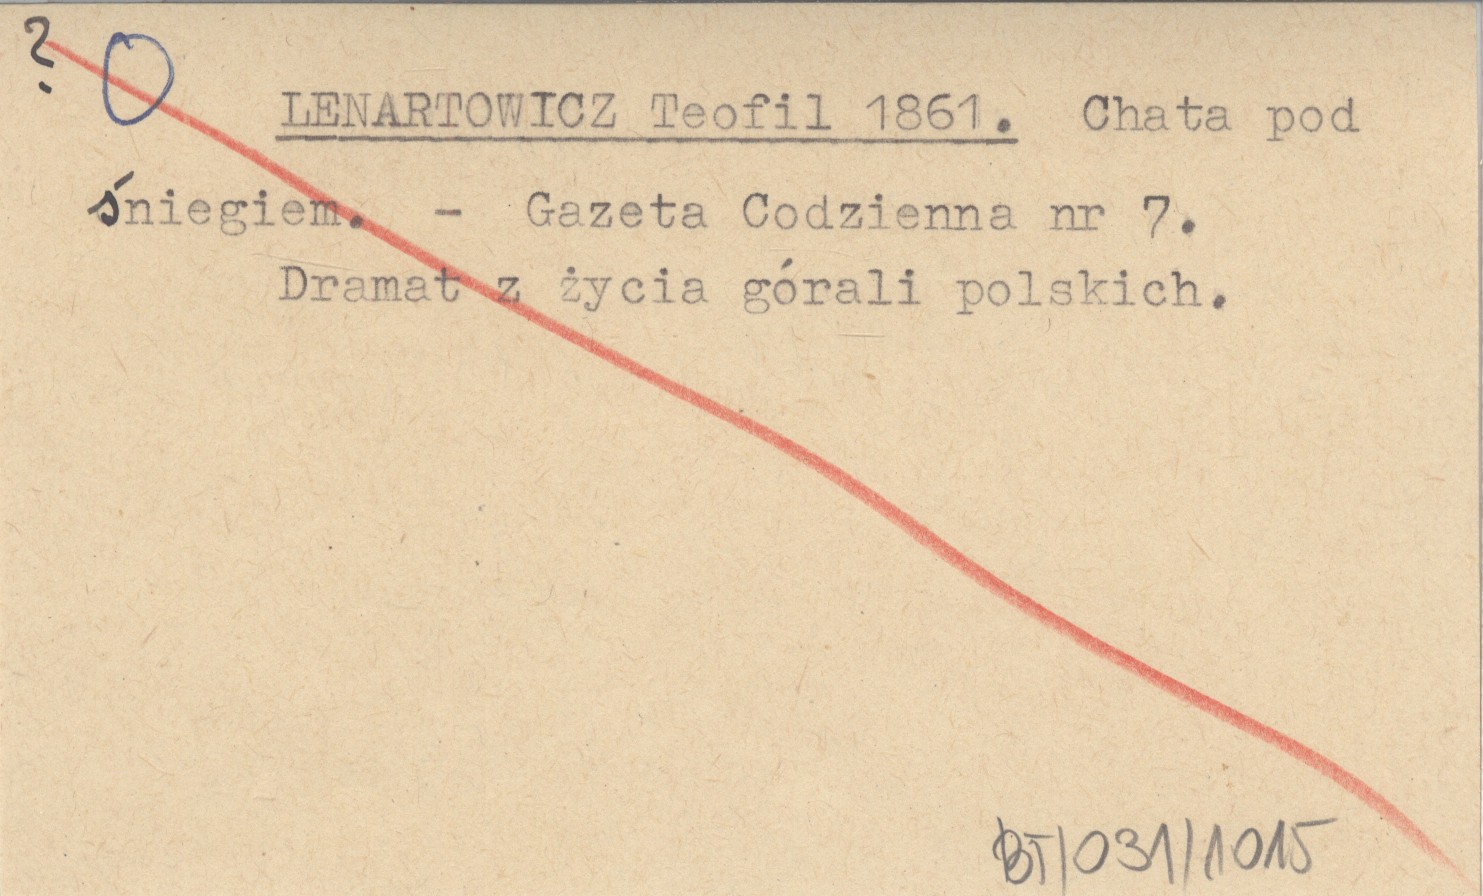 ?
LENARTOWICZ Teofil 1861. Chata pod
śniegiem. - Gazeta Codzienna nr 7.
Dramat z życia górali polskich.
BT/031/1015